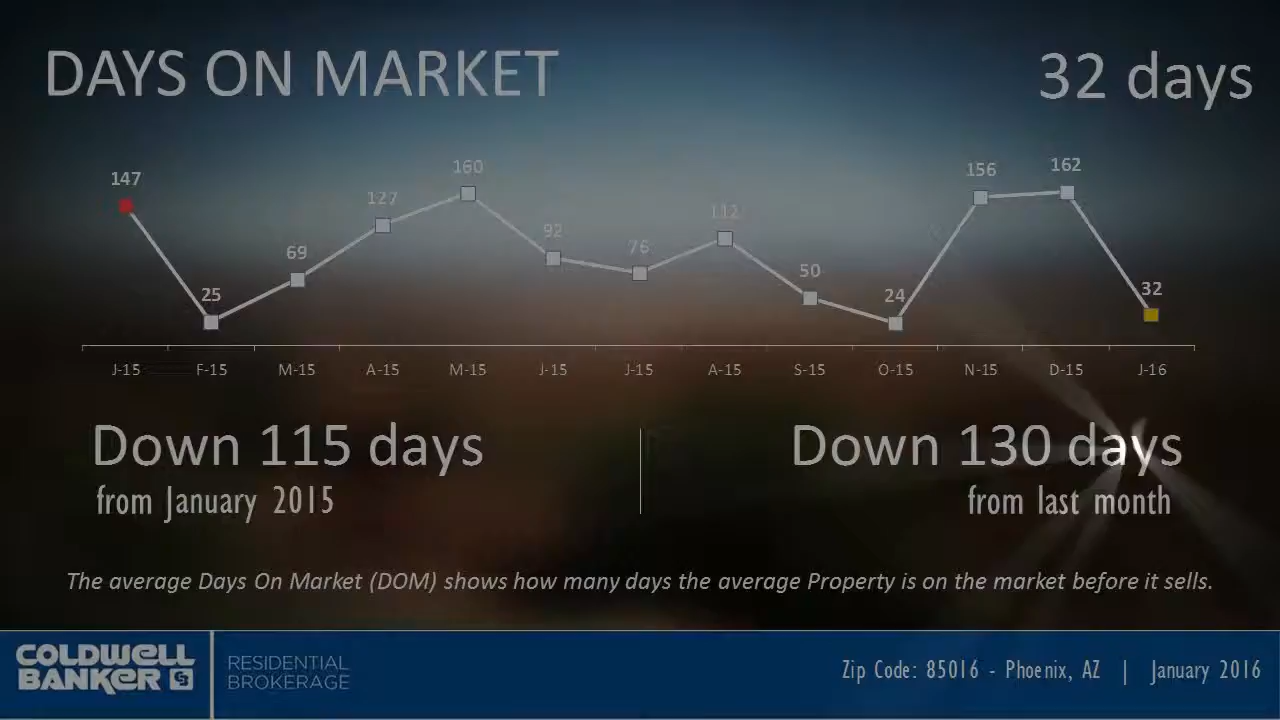 DAYS ON MARKET
32 days
147
25
69
127
160
92
76
112
50
24
156
162
32
J-15 F-15 M-15 A-15 M-15 J-15 J-15 A-15 S-15 O-15 N-15 D-15 J-16
Down 115 days
from January 2015
Down 130 days
from last month
The average Days On Market (DOM) shows how many days the average Property is on the market before it sells.
COLDWELL
BANKER CB
RESIDENTIAL
BROKERAGE
Zip Code: 85016 - Phoenix, AZ | January 2016